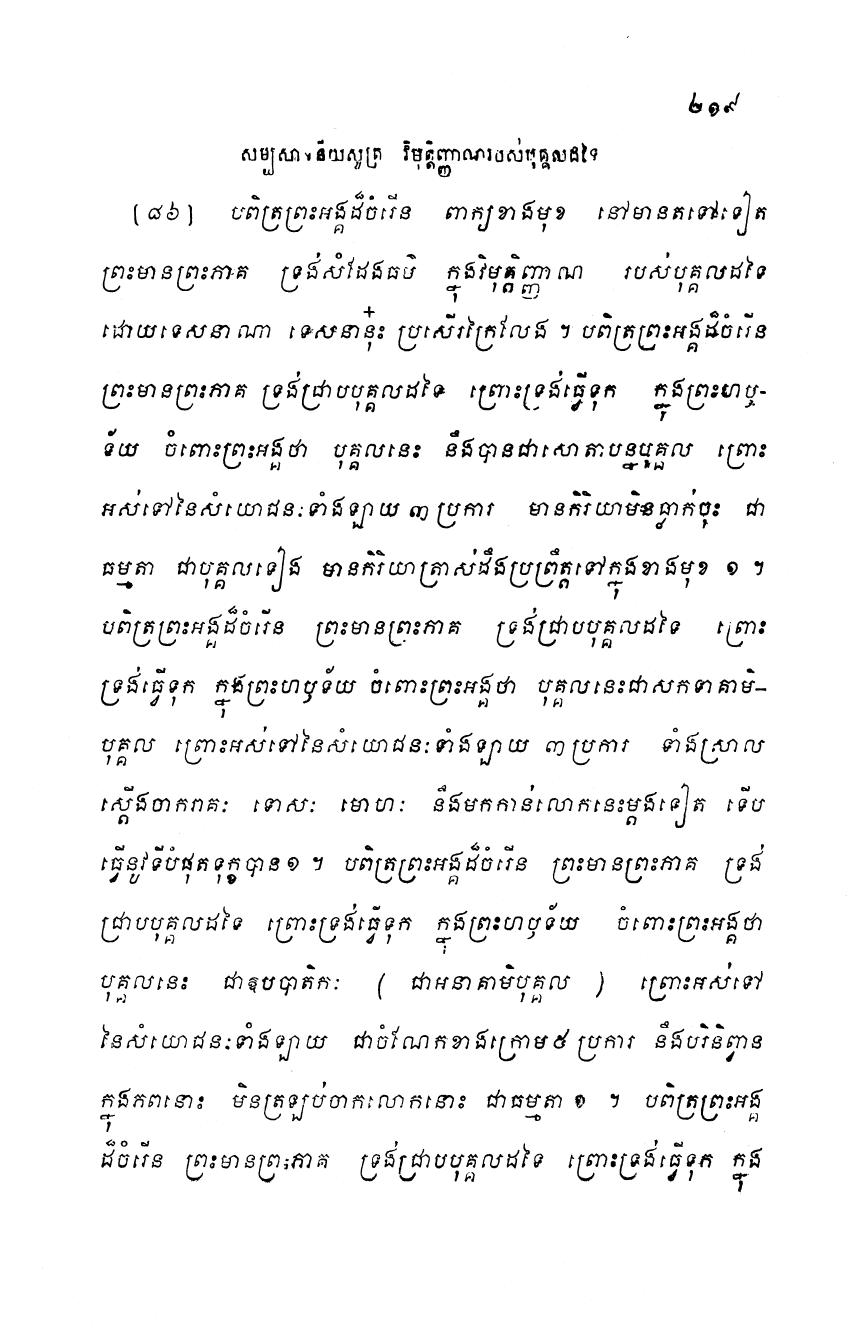 ២១៩
សម្បសាទនីយសូត្រ វិមុត្តិញ្ញាណរបស់បុគ្គលដទៃ
(៨៦) បពិត្រព្រះអង្គដ៏ចំរើន ពាក្យខាងមុខ នៅមានតទៅទៀត
ព្រះមានព្រះភាគ ទ្រង់សំដែងធម៌ ក្នុងវិមុត្តិញ្ញាណ របស់បុគ្គលដទៃ
ដោយទេសនាណា ទេសនានុ៎ះ ប្រសើរក្រៃលែង ។ បពិត្រព្រះអង្គដ៏ចំរើន
ព្រះមានព្រះភាគ ទ្រង់ជ្រាបបុគ្គលដទៃ ព្រោះទ្រង់ធ្វើទុក ក្នុងព្រះហឫ-
ទ័យ ចំពោះព្រះអង្គថា បុគ្គលនេះ នឹងបានជាសោតាបន្នបុគ្គល ព្រោះ
អស់ទៅនៃសំយោជនៈទាំងឡាយ ៣ ប្រការ មានកិរិយាមិនធ្លាក់ចុះ ជា
ធម្មតា ជាបុគ្គលទៀង មានកិរិយាត្រាស់ដឹងប្រព្រឹត្តទៅក្នុងខាងមុខ ១ ។
បពិត្រព្រះអង្គដ៏ចំរើន ព្រះមានព្រះភាគ ទ្រង់ជ្រាបបុគ្គលដទៃ ព្រោះ
ទ្រង់ធ្វើទុក ក្នុងព្រះហឫទ័យ ចំពោះព្រះអង្គថា បុគ្គលនេះជាសកទាគាមិ-
បុគ្គល ព្រោះអស់ទៅនៃសំយោជនៈទាំងឡាយ ៣ ប្រការ ទាំងស្រាល
ស្តើងចាករាគៈ ទោសៈ មោហៈ នឹងមកកាន់លោកនេះម្តងទៀត ទើប
ធ្វើនូវទីបំផុតទុក្ខបាន ១ ។ បពិត្រព្រះអង្គដ៏ចំរើន ព្រះមានព្រះភាគ ទ្រង់
ជ្រាបបុគ្គលដទៃ ព្រោះទ្រង់ធ្វើទុក ក្នុងព្រះហឫទ័យ ចំពោះព្រះអង្គថា
បុគ្គលនេះ ជាឧបបាតិកៈ ( ជាអនាគាមិបុគ្គល ) ព្រោះអស់ទៅ
នៃសំយោជនៈទាំងឡាយ ជាចំណែកខាងក្រោម ៥ ប្រការ នឹងបរិនិព្វាន
ក្នុងភពនោះ មិនត្រឡប់ចាកលោកនោះ ជាធម្មតា ១ ។ បពិត្រព្រះអង្គ
ដ៏ចំរើន ព្រះមានព្រះភាគ ទ្រង់ជ្រាបបុគ្គលដទៃ ព្រោះទ្រង់ធ្វើទុក ក្នុង